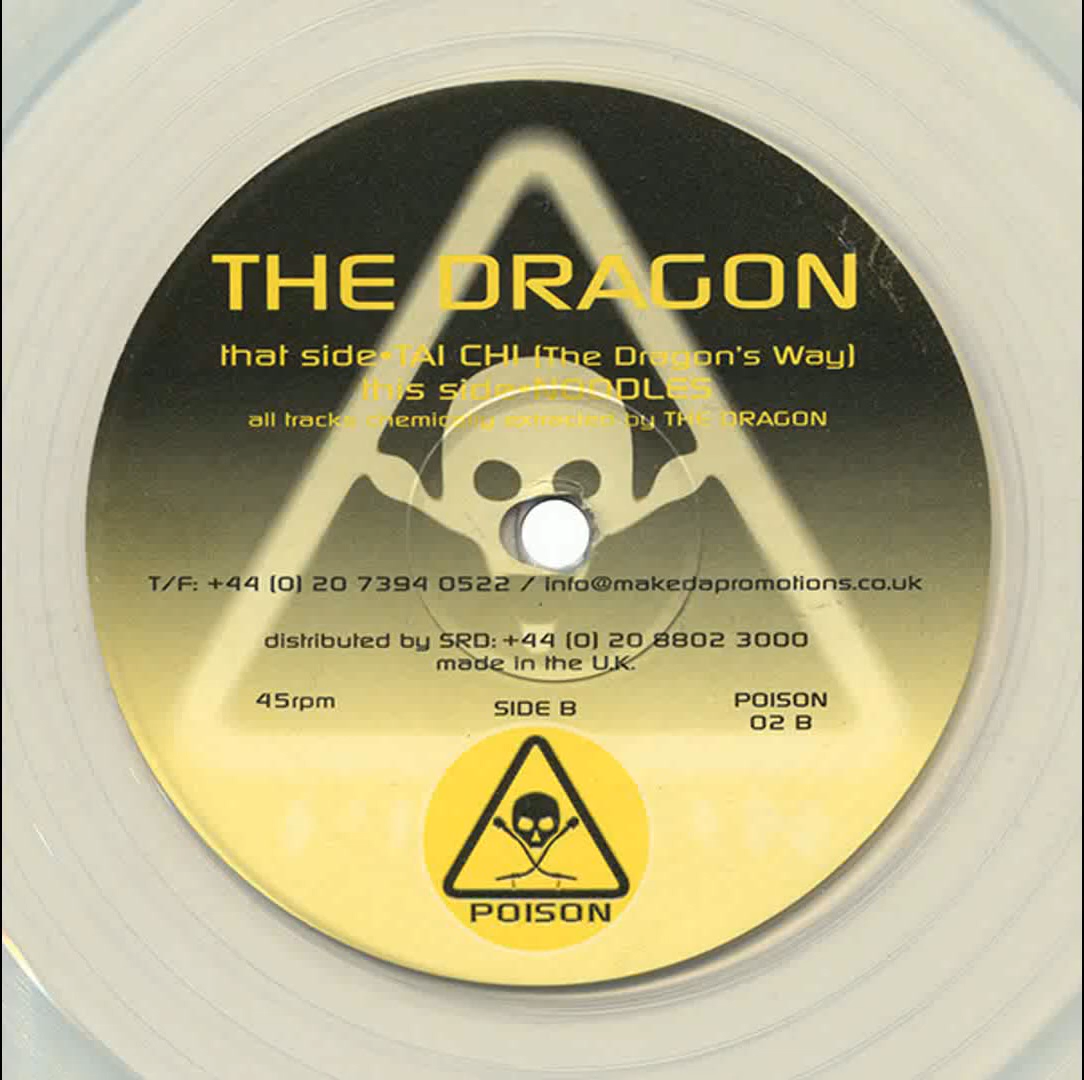 THE DRAGON
that side•TAI CHI (The Dragon's Way)
this side•NOODLES
all tracks chemically extracted by THE DRAGON
T/F: +44 (0) 20 7394 0522 / info@makedapromotions.co.uk
distributed by SRD: +44 (0) 20 8802 3000
made in the U.K.
45rpm
SIDE B
POISON
02 B
POISON